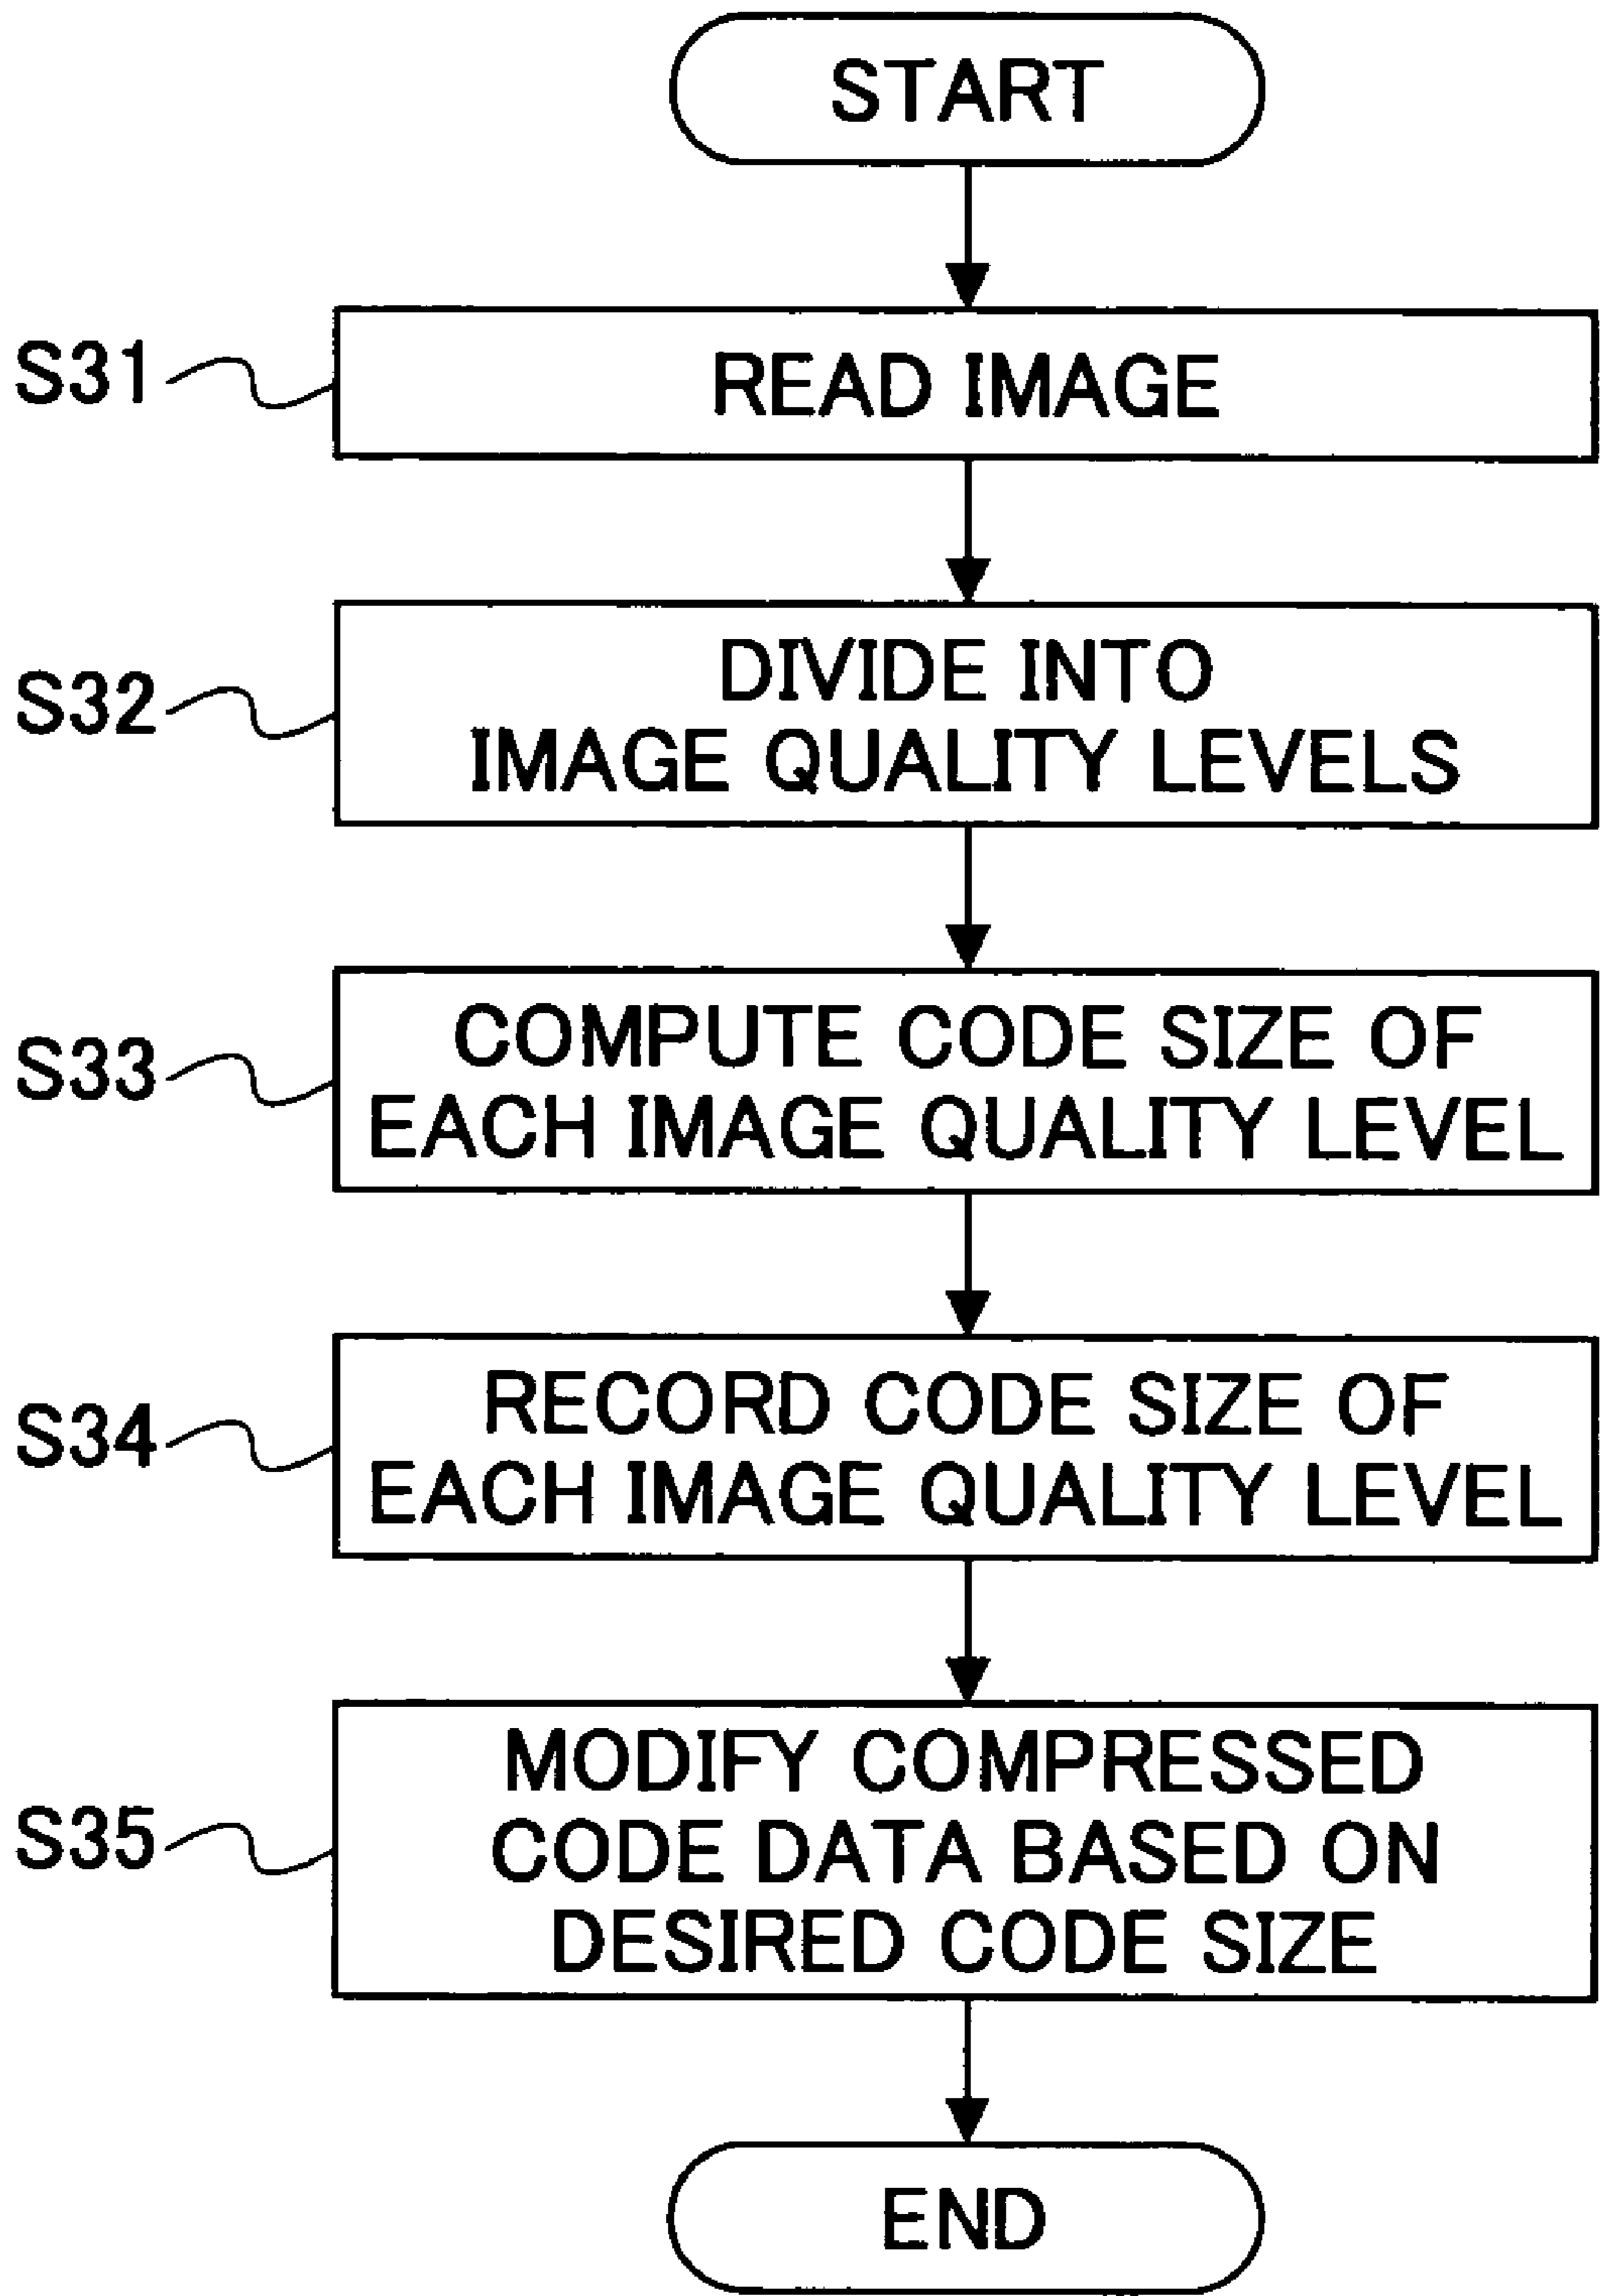 START
S31
READ IMAGE
S32
DIVIDE INTO
IMAGE QUALITY LEVELS
S33
COMPUTE CODE SIZE OF
EACH IMAGE QUALITY LEVEL
S34
RECORD CODE SIZE OF
EACH IMAGE QUALITY LEVEL
S35
MODIFY COMPRESSED
CODE DATA BASED ON
DESIRED CODE SIZE
END